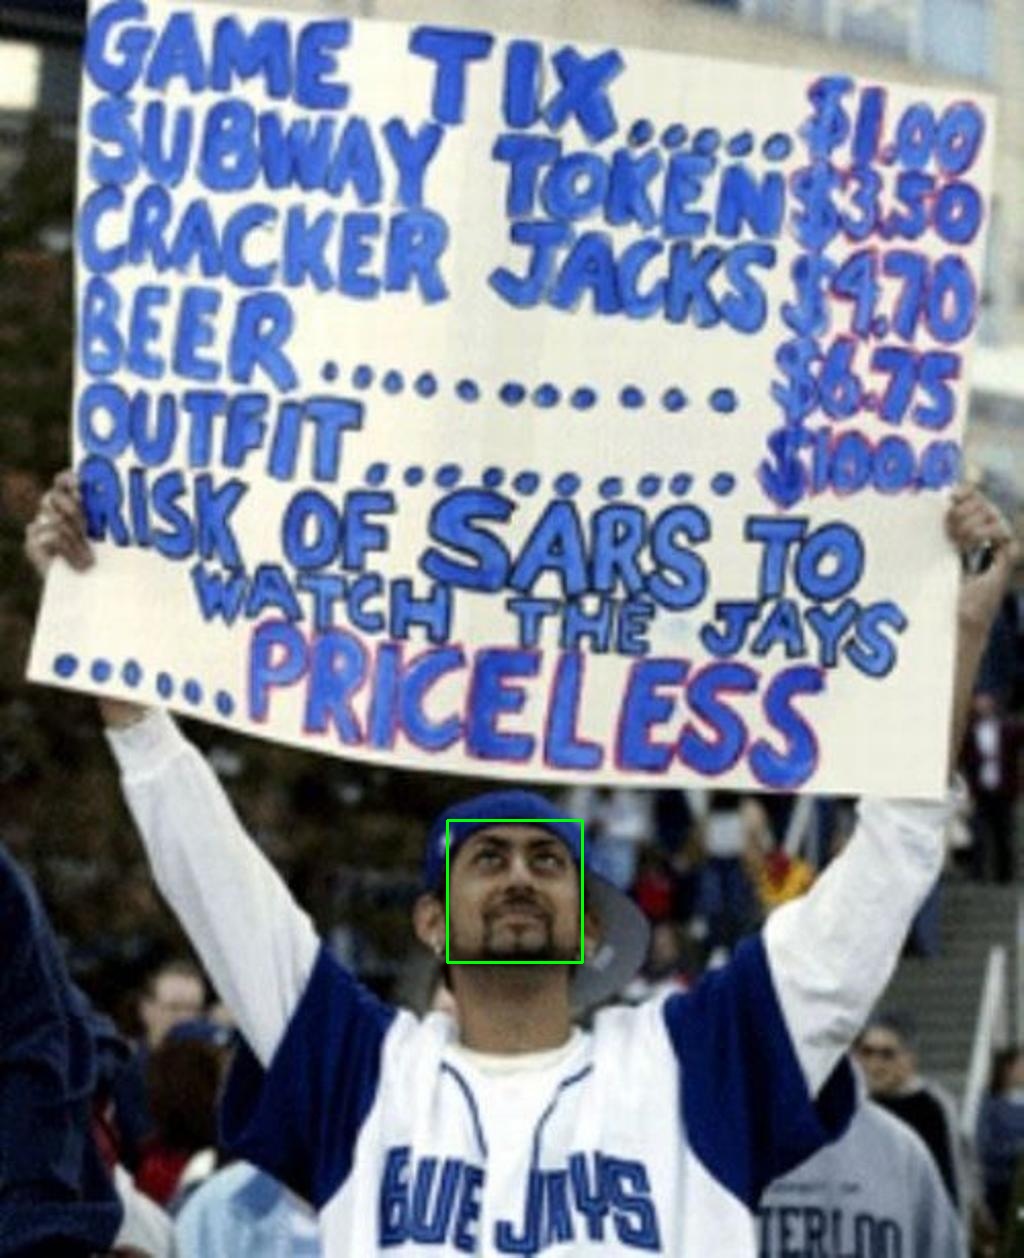 GAME TIX...... $1.00
SUBWAY TOKEN $3.50
CRACKER JACKS $4.70
BEER........... $6.75
OUTFIT........... $100.0
RISK OF SARS TO
WATCH THE JAYS
......PRICELESS
BLUE JAYS